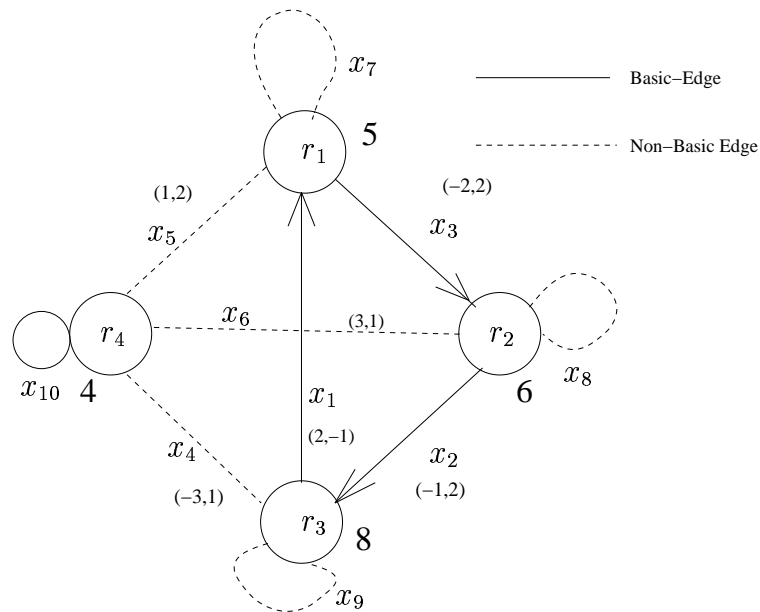 x₇
Basic–Edge
5
r₁
Non–Basic Edge
(1,2)
(–2,2)
x₅
x₃
x₆
(3,1)
r₄
r₂
x₁₀
4
x₈
6
x₁
x₄
(2,–1)
x₂
(–3,1)
(–1,2)
r₃
8
x₉